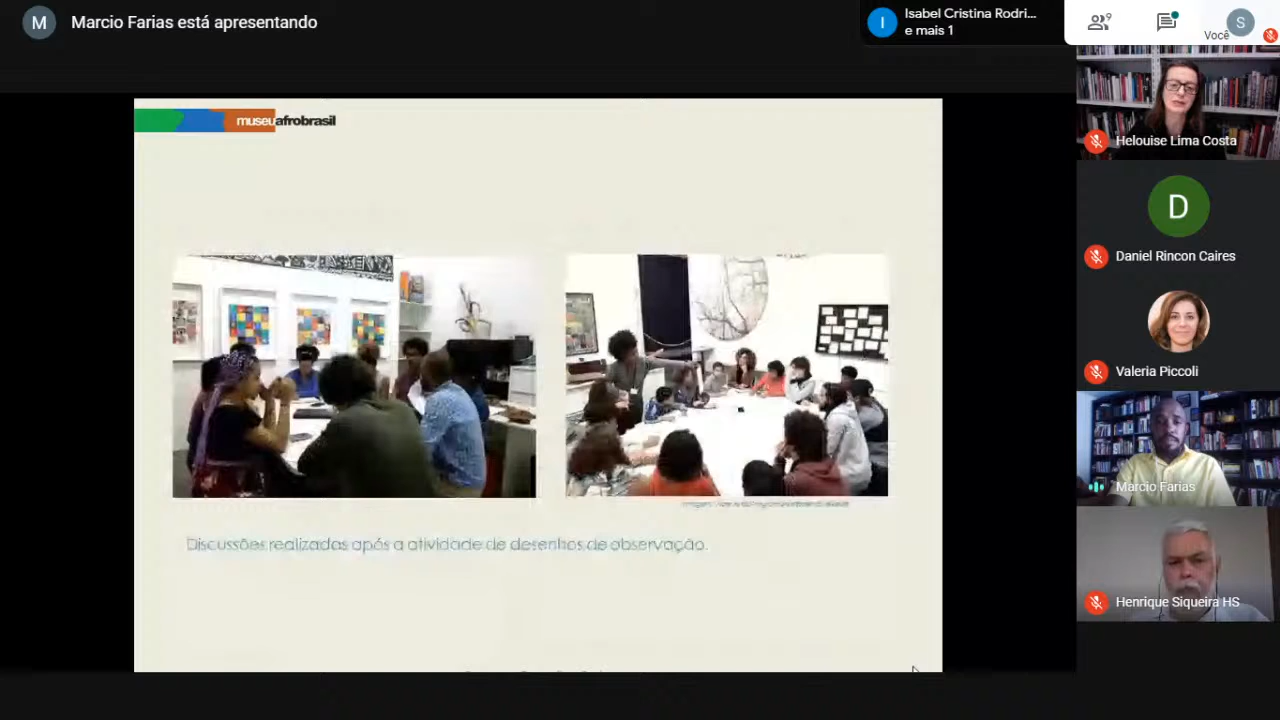 M
Marcio Farias está apresentando
I
Isabel Cristina Rodri...
e mais 1
9
S
Você
museuafrobrasil
Helouise Lima Costa
D
Daniel Rincon Caires
Valeria Piccoli
Marcio Farias
Henrique Siqueira HS
Discussões realizadas após a atividade de desenhos de observação.